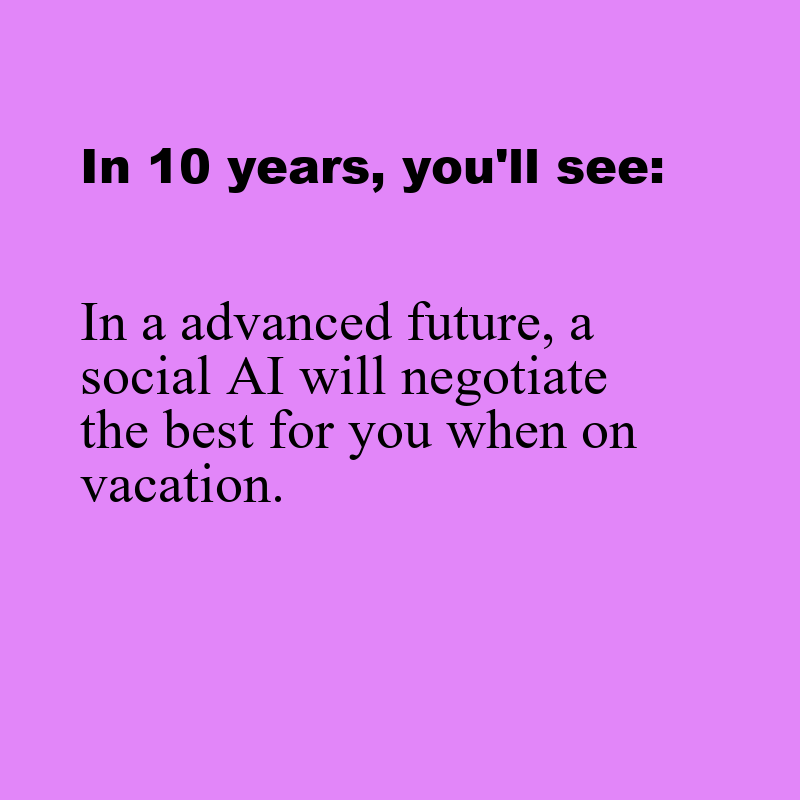 In 10 years, you'll see:
In a advanced future, a
social AI will negotiate
the best for you when on
vacation.